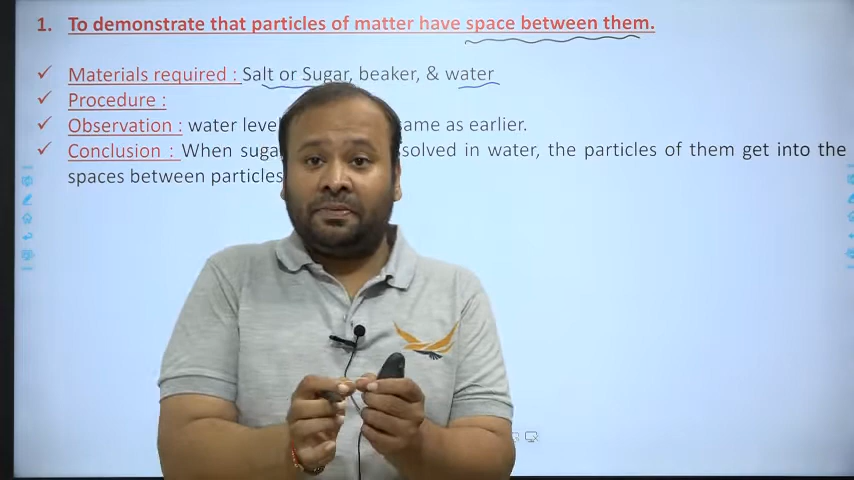 1. To demonstrate that particles of matter have space between them.
✓ Materials required : Salt or Sugar, beaker, & water
✓ Procedure :
✓ Observation : water level same as earlier.
✓ Conclusion : When suga solved in water, the particles of them get into the
spaces between particles